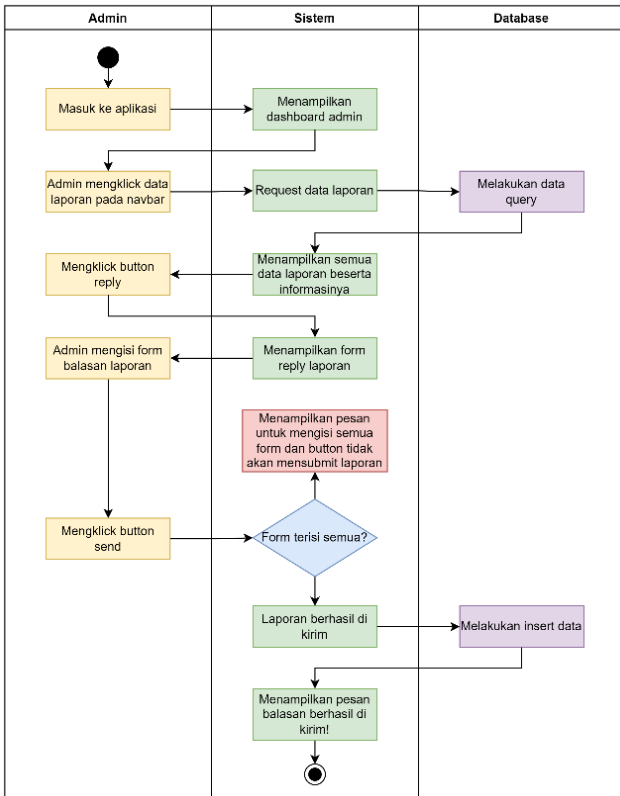 Admin
Sistem
Database
Masuk ke aplikasi
Menampilkan
dashboard admin
Admin mengklick data
laporan pada navbar
Request data laporan
Melakukan data
query
Mengklick button
reply
Menampilkan semua
data laporan beserta
informasinya
Admin mengisi form
balasan laporan
Menampilkan form
reply laporan
Menampilkan pesan
untuk mengisi semua
form dan button tidak
akan mensubmit laporan
Mengklick button
send
Form terisi semua?
Laporan berhasil di
kirim
Melakukan insert data
Menampilkan pesan
balasan berhasil di
kirim!